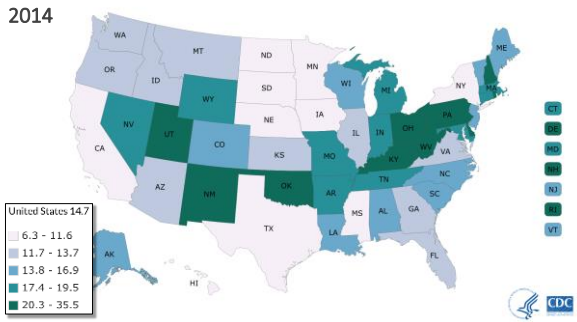 2014
WA
MT
ND
MN
ME
OR
ID
SD
WI
MI
NY
MA
WY
IA
PA
CT
NE
OH
DE
NV
UT
CO
IL
IN
WV
VA
MD
CA
KS
MO
KY
NH
AZ
NM
OK
AR
TN
NC
NJ
SC
RI
TX
MS
AL
GA
LA
VT
United States 14.7
6.3 - 11.6
11.7 - 13.7
13.8 - 16.9
17.4 - 19.5
20.3 - 35.5
AK
HI
FL
CDC